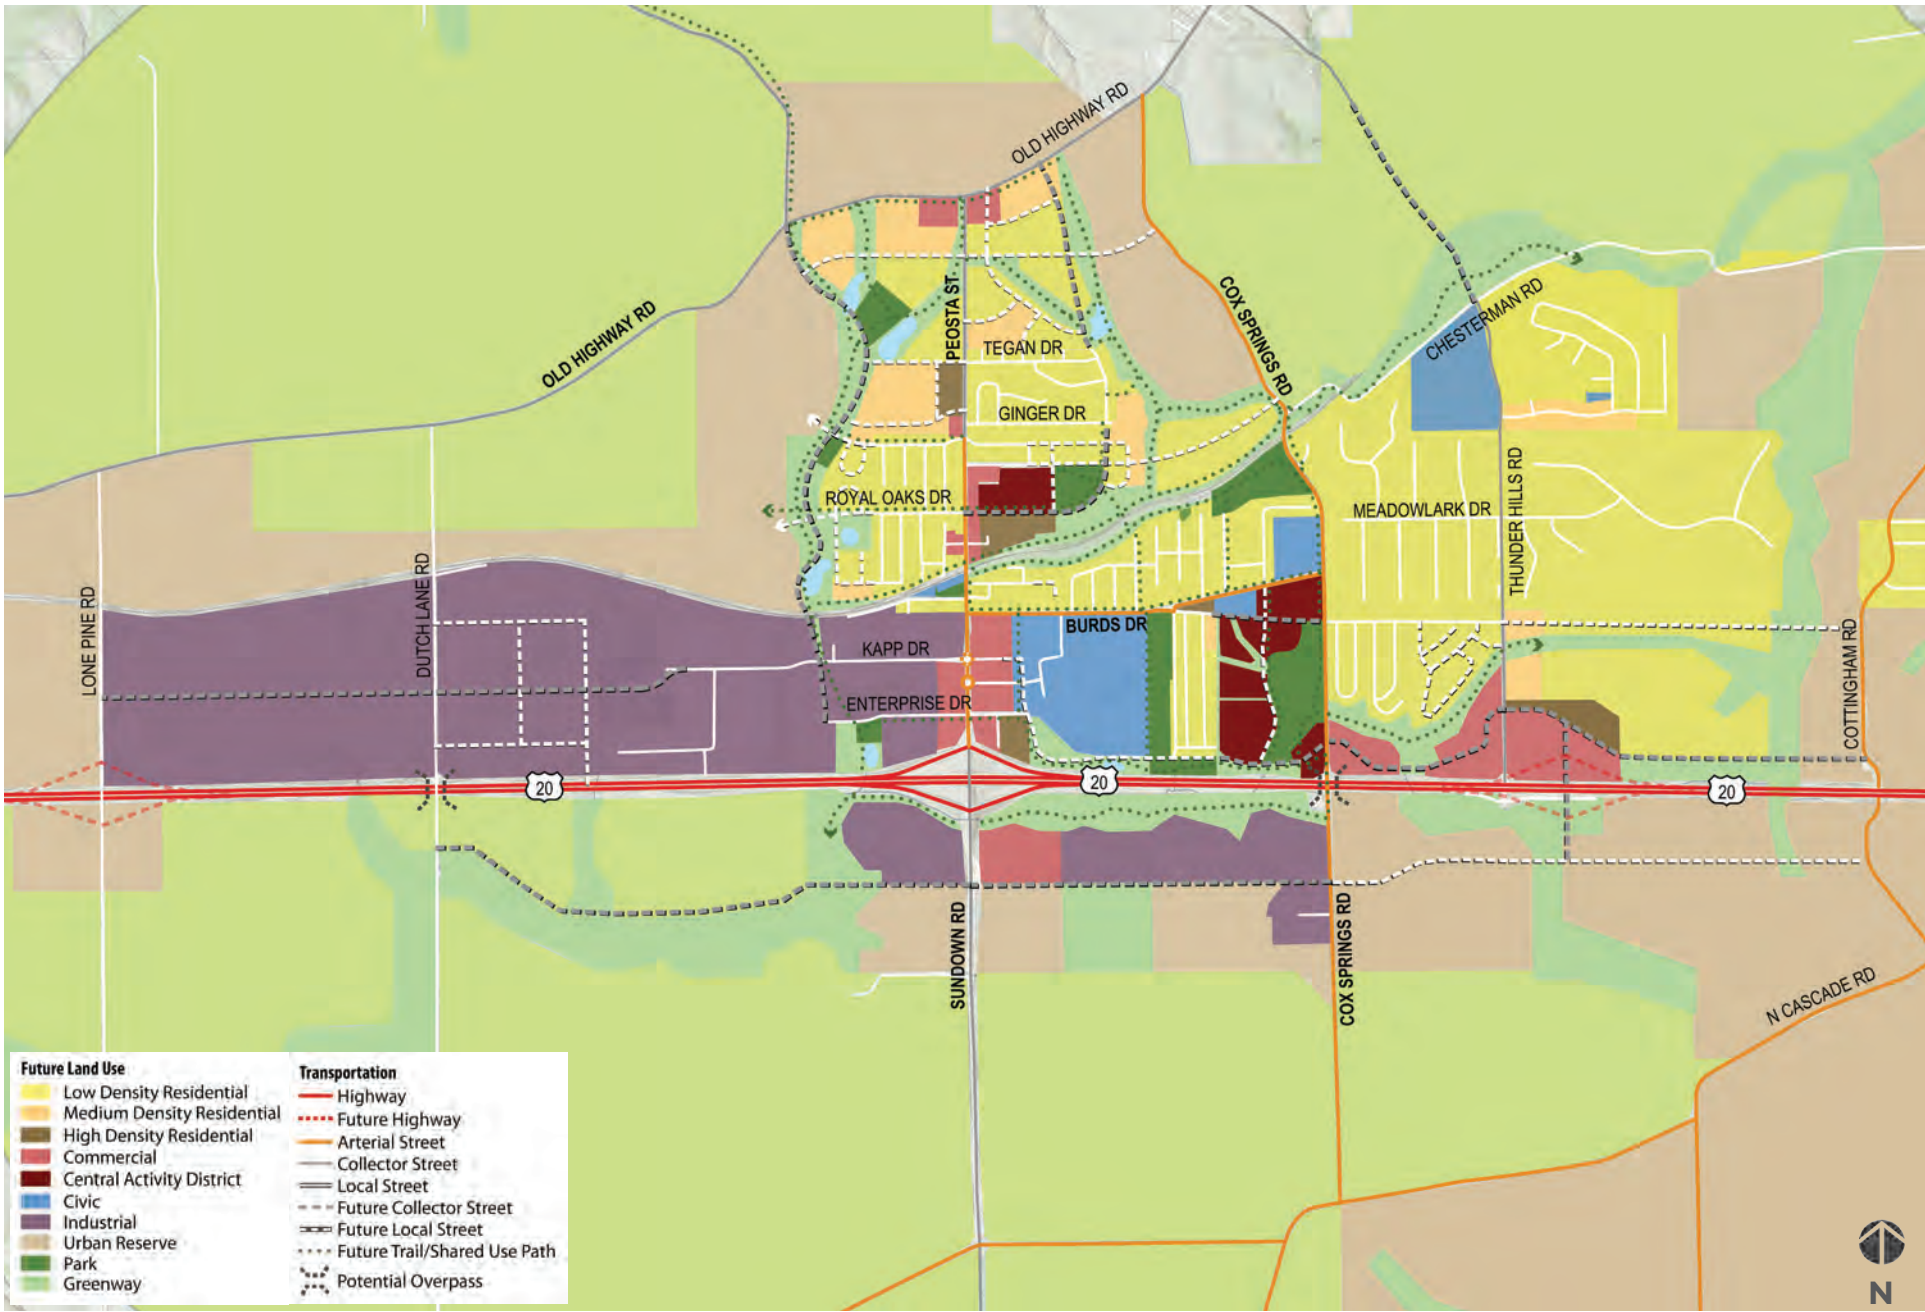 OLD HIGHWAY RD
COX SPRINGS RD
PEOSTA ST
CHESTERMAN RD
OLD HIGHWAY RD
TEGAN DR
GINGER DR
ROYAL OAKS DR
MEADOWLARK DR
THUNDER HILLS RD
LONE PINE RD
DUTCH LANE RD
BURDS DR
KAPP DR
ENTERPRISE DR
COTTINGHAM RD
20
20
20
SUNDOWN RD
COX SPRINGS RD
N CASCADE RD
Future Land Use
Low Density Residential
Medium Density Residential
High Density Residential
Commercial
Central Activity District
Civic
Industrial
Urban Reserve
Park
Greenway
Transportation
Highway
Future Highway
Arterial Street
Collector Street
Local Street
Future Collector Street
Future Local Street
Future Trail/Shared Use Path
Potential Overpass
N